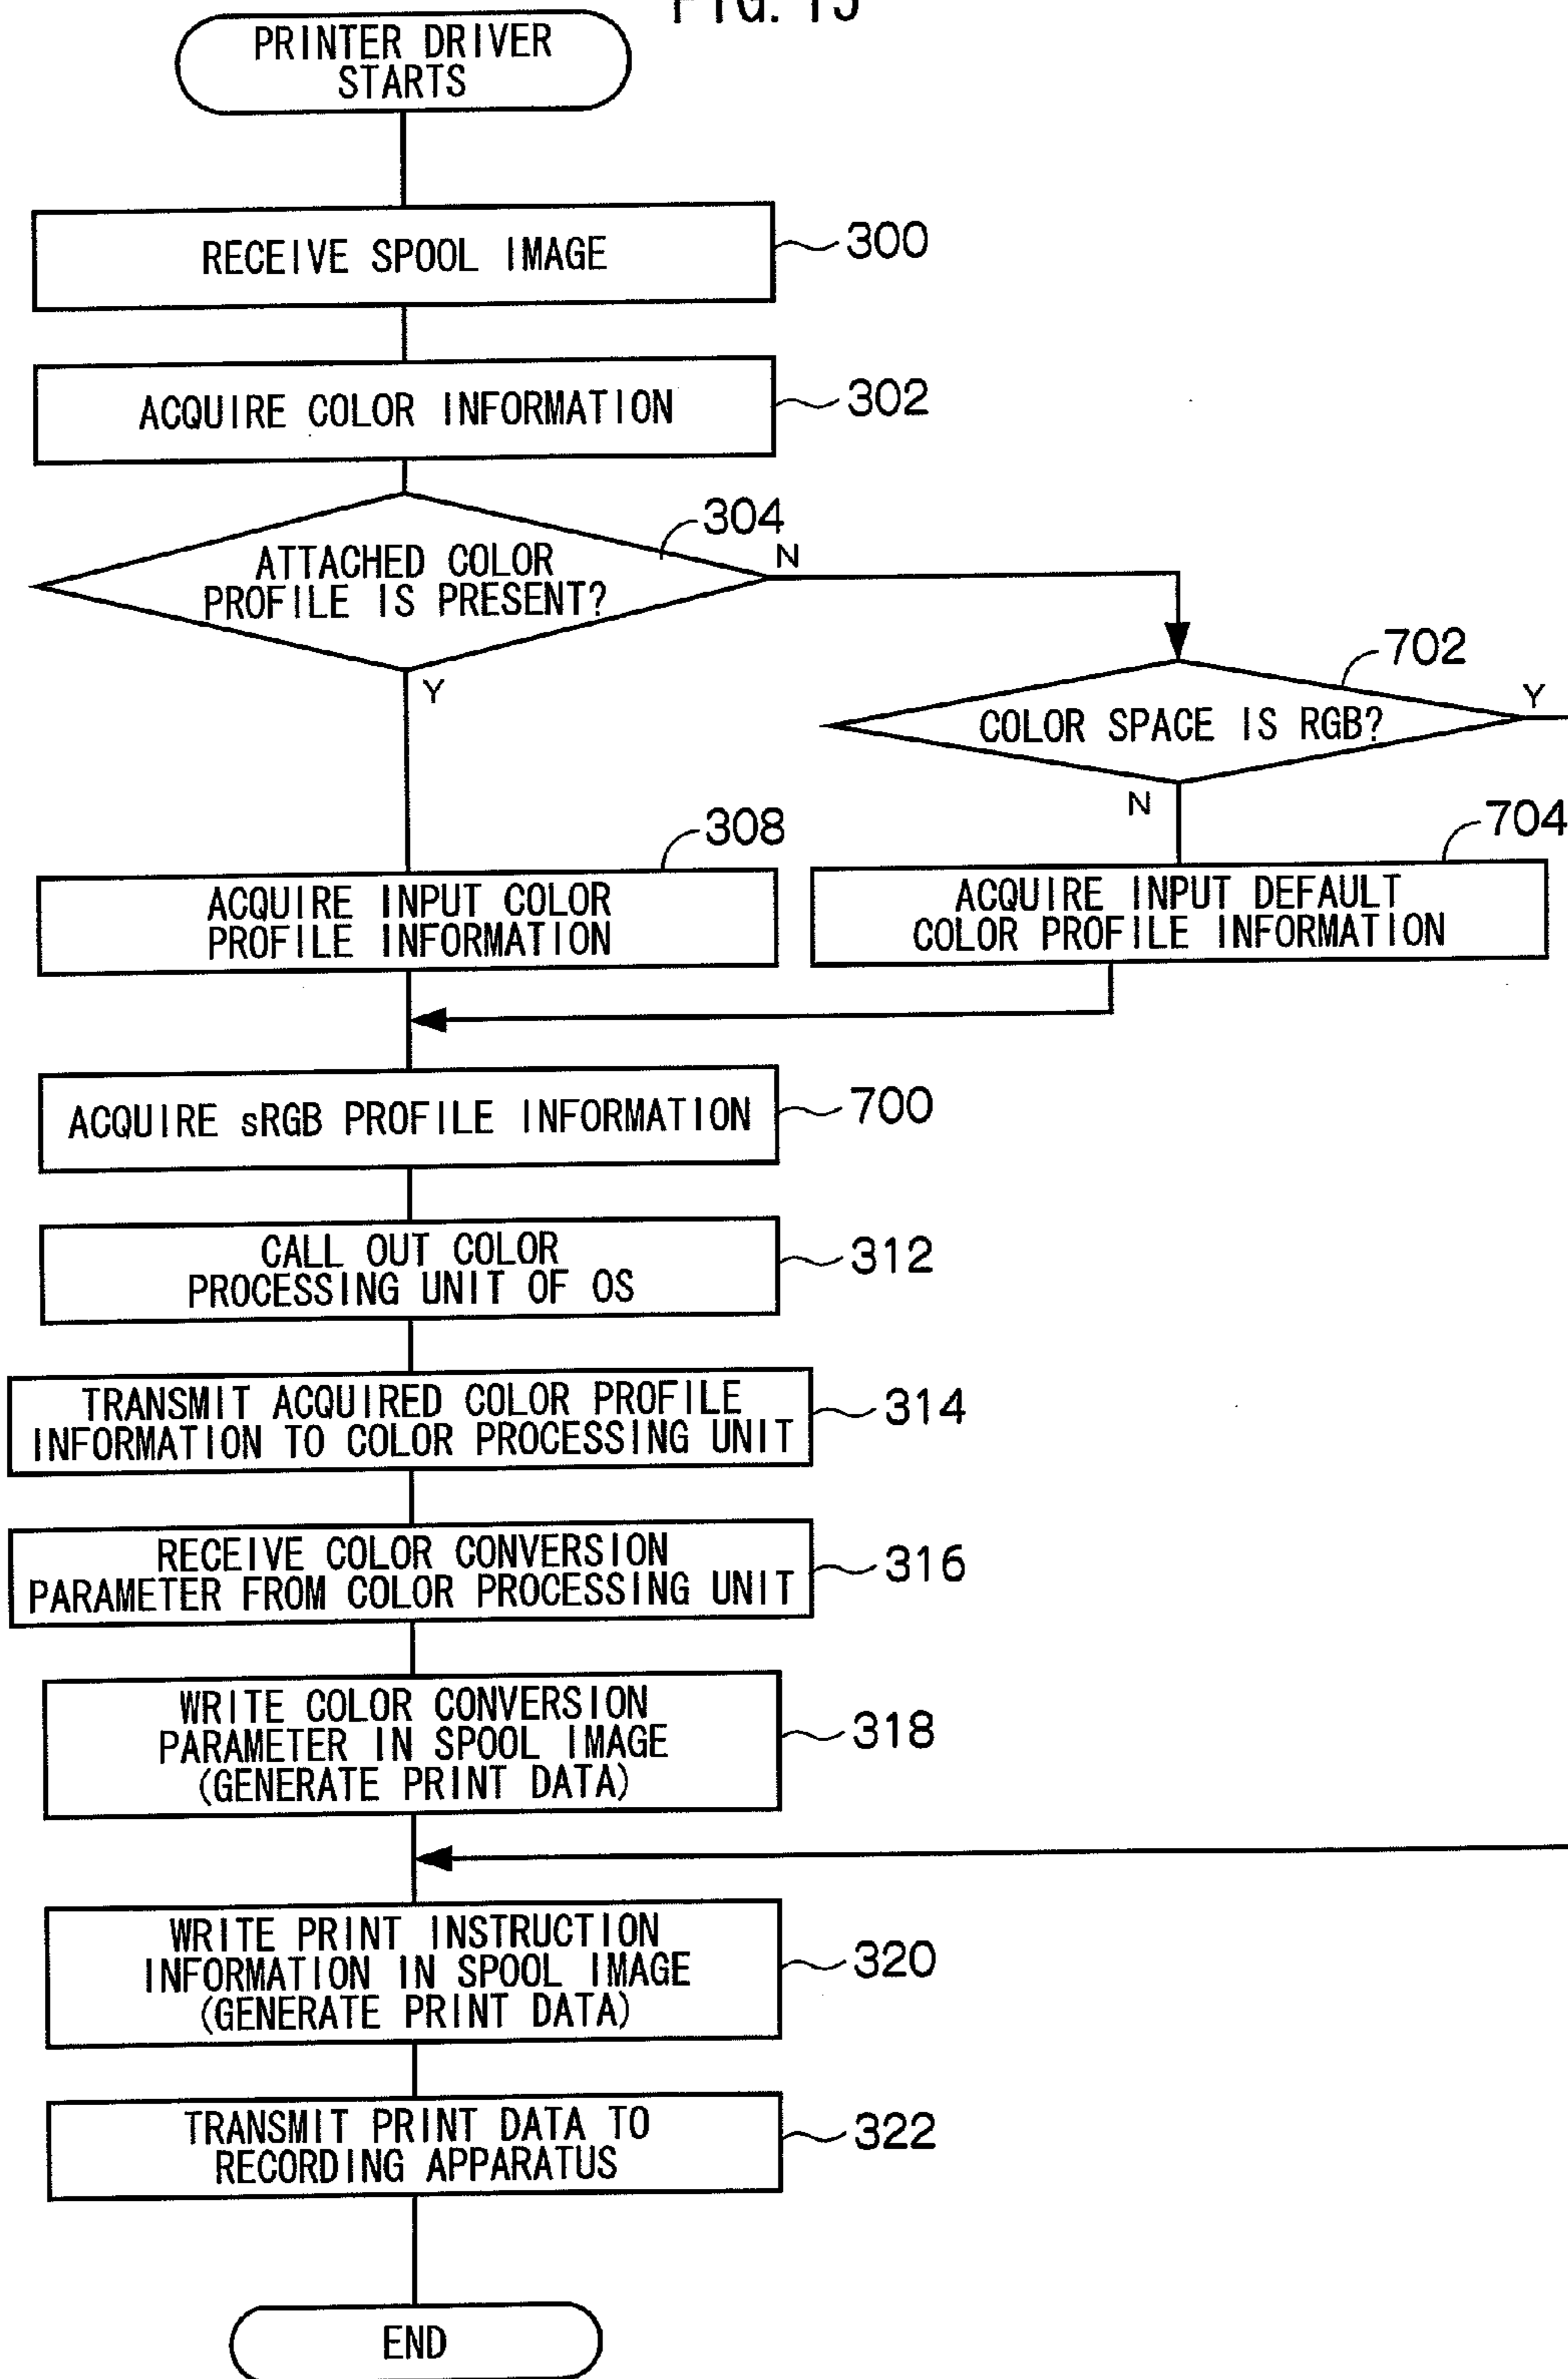 PRINTER DRIVER
STARTS
RECEIVE SPOOL IMAGE
300
ACQUIRE COLOR INFORMATION
302
304
ATTACHED COLOR
PROFILE IS PRESENT?
N
Y
702
COLOR SPACE IS RGB?
Y
N
308
ACQUIRE INPUT COLOR
PROFILE INFORMATION
704
ACQUIRE INPUT DEFAULT
COLOR PROFILE INFORMATION
ACQUIRE sRGB PROFILE INFORMATION
700
CALL OUT COLOR
PROCESSING UNIT OF OS
312
TRANSMIT ACQUIRED COLOR PROFILE
INFORMATION TO COLOR PROCESSING UNIT
314
RECEIVE COLOR CONVERSION
PARAMETER FROM COLOR PROCESSING UNIT
316
WRITE COLOR CONVERSION
PARAMETER IN SPOOL IMAGE
(GENERATE PRINT DATA)
318
WRITE PRINT INSTRUCTION
INFORMATION IN SPOOL IMAGE
(GENERATE PRINT DATA)
320
TRANSMIT PRINT DATA TO
RECORDING APPARATUS
322
END